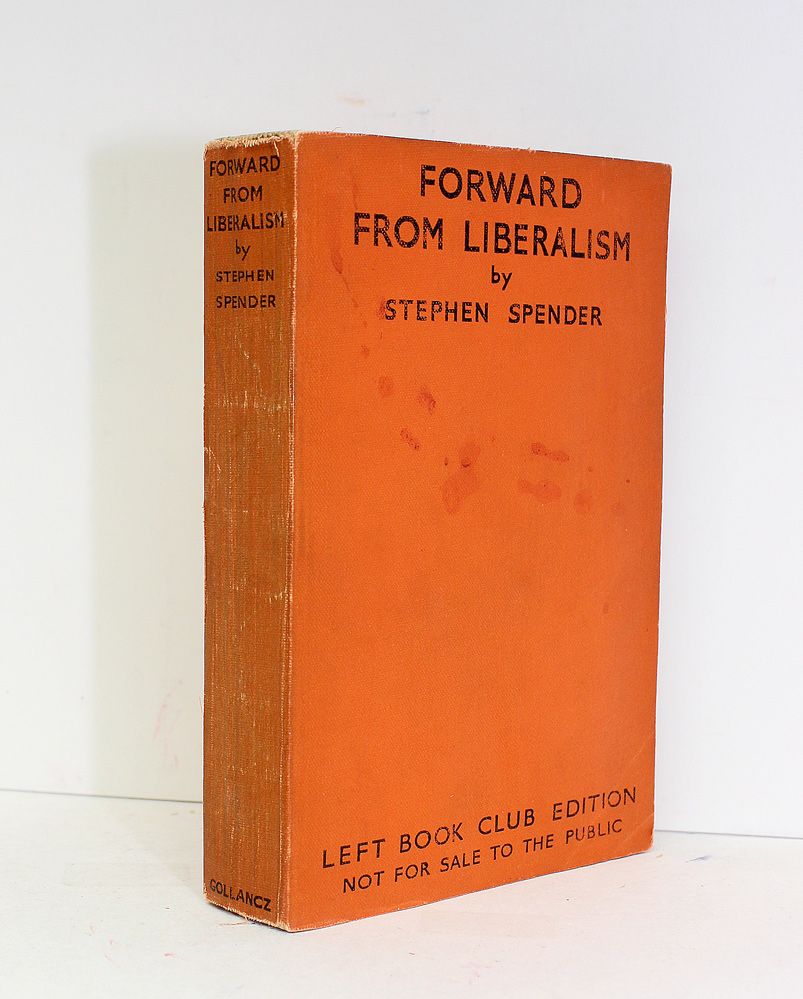 FORWARD
FROM
LIBERALISM
by
STEPHEN
SPENDER
GOLLANCZ
FORWARD
FROM LIBERALISM
by
STEPHEN SPENDER
LEFT BOOK CLUB EDITION
NOT FOR SALE TO THE PUBLIC